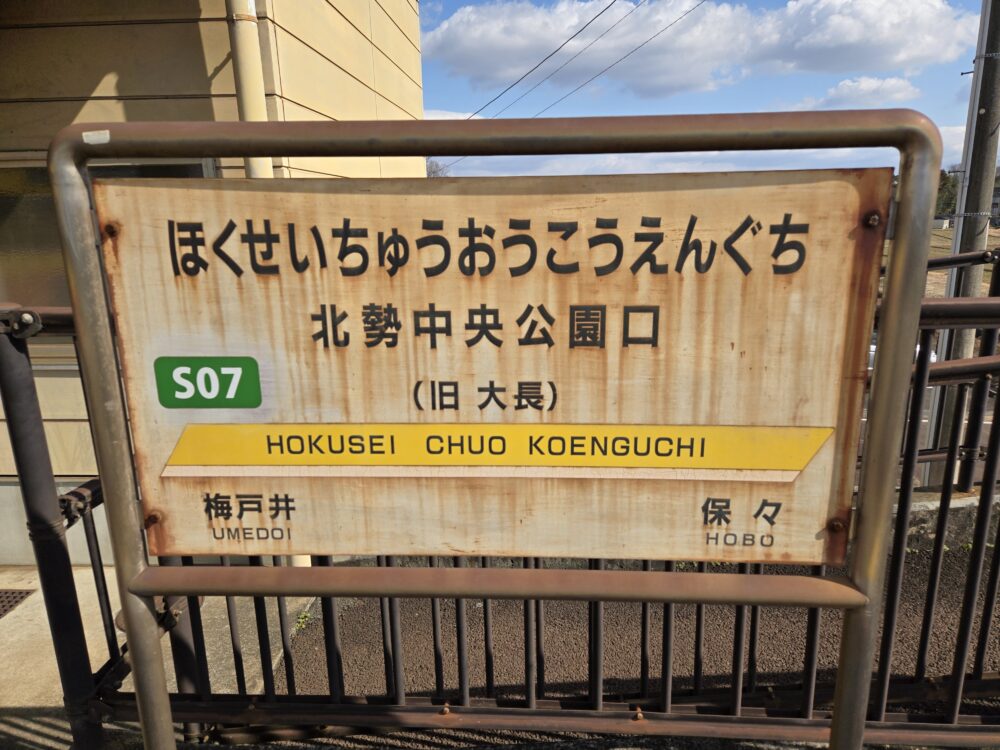 ほくせいちゅうおうこうえんぐち
北勢中央公園口
S07
（旧 大長）
HOKUSEI CHUO KOENGUCHI
梅戸井
UMEDOI
保々
HOBO